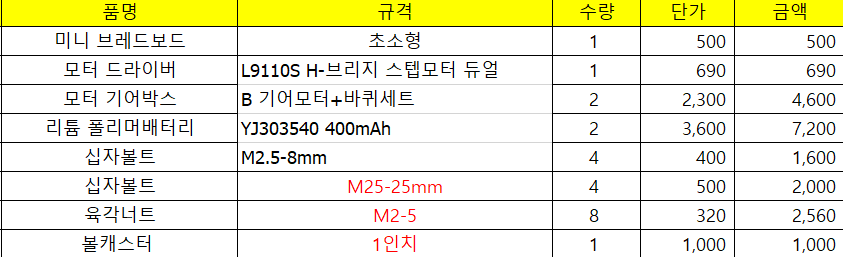 품명 규격 수량 단가 금액
미니 브레드보드 초소형 1 500 500
모터 드라이버 L9110S H-브리지 스텝모터 듀얼 1 690 690
모터 기어박스 B 기어모터+바퀴세트 2 2,300 4,600
리튬 폴리머배터리 YJ303540 400mAh 2 3,600 7,200
십자볼트 M2.5-8mm 4 400 1,600
십자볼트 M25-25mm 4 500 2,000
육각너트 M2-5 8 320 2,560
볼캐스터 1인치 1 1,000 1,000